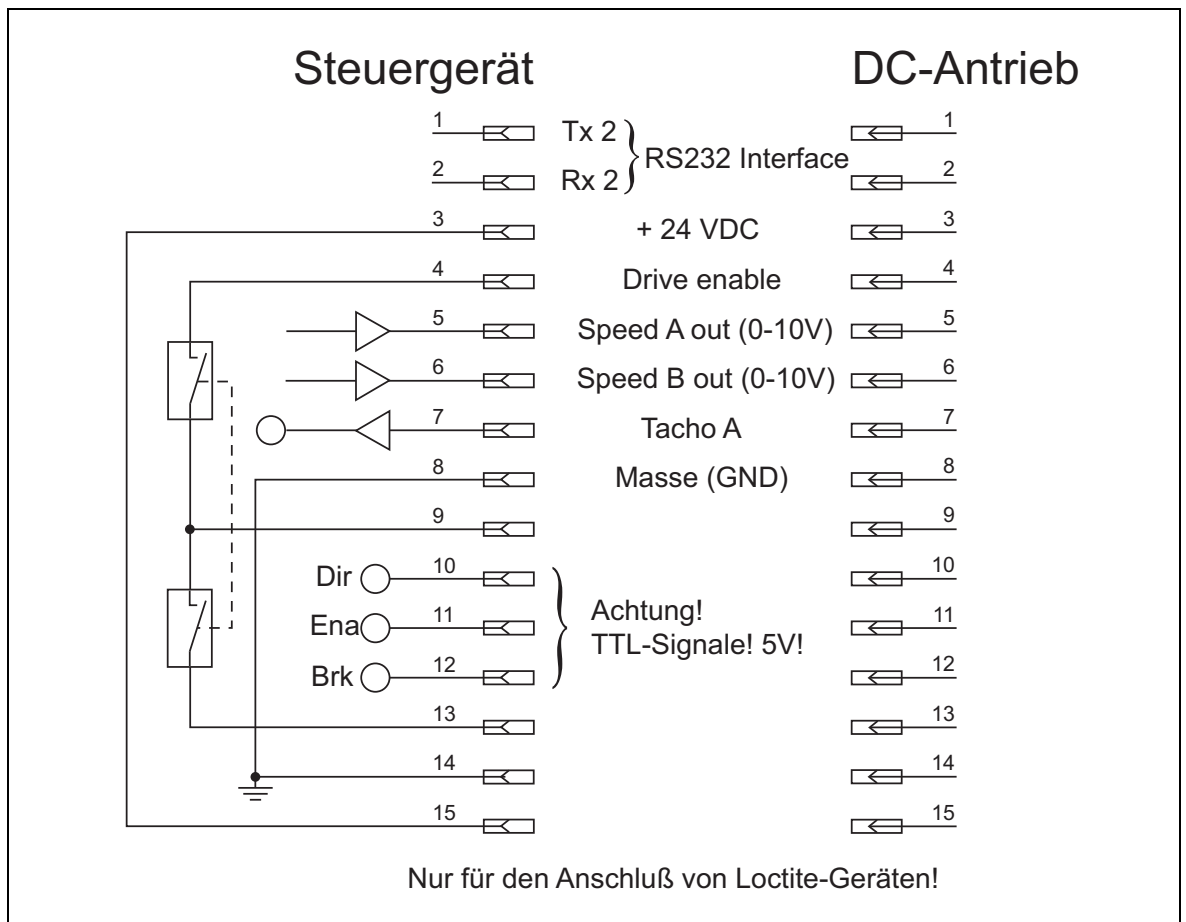 Steuergerät DC-Antrieb
1 Tx 2 1
RS232 Interface
2 Rx 2 2
3 + 24 VDC 3
4 Drive enable 4
5 Speed A out (0-10V) 5
6 Speed B out (0-10V) 6
7 Tacho A 7
8 Masse (GND) 8
9 9
Dir 10 10
Ena 11 Achtung! 11
TTL-Signale! 5V!
Brk 12 12
13 13
14 14
15 15
Nur für den Anschluß von Loctite-Geräten!